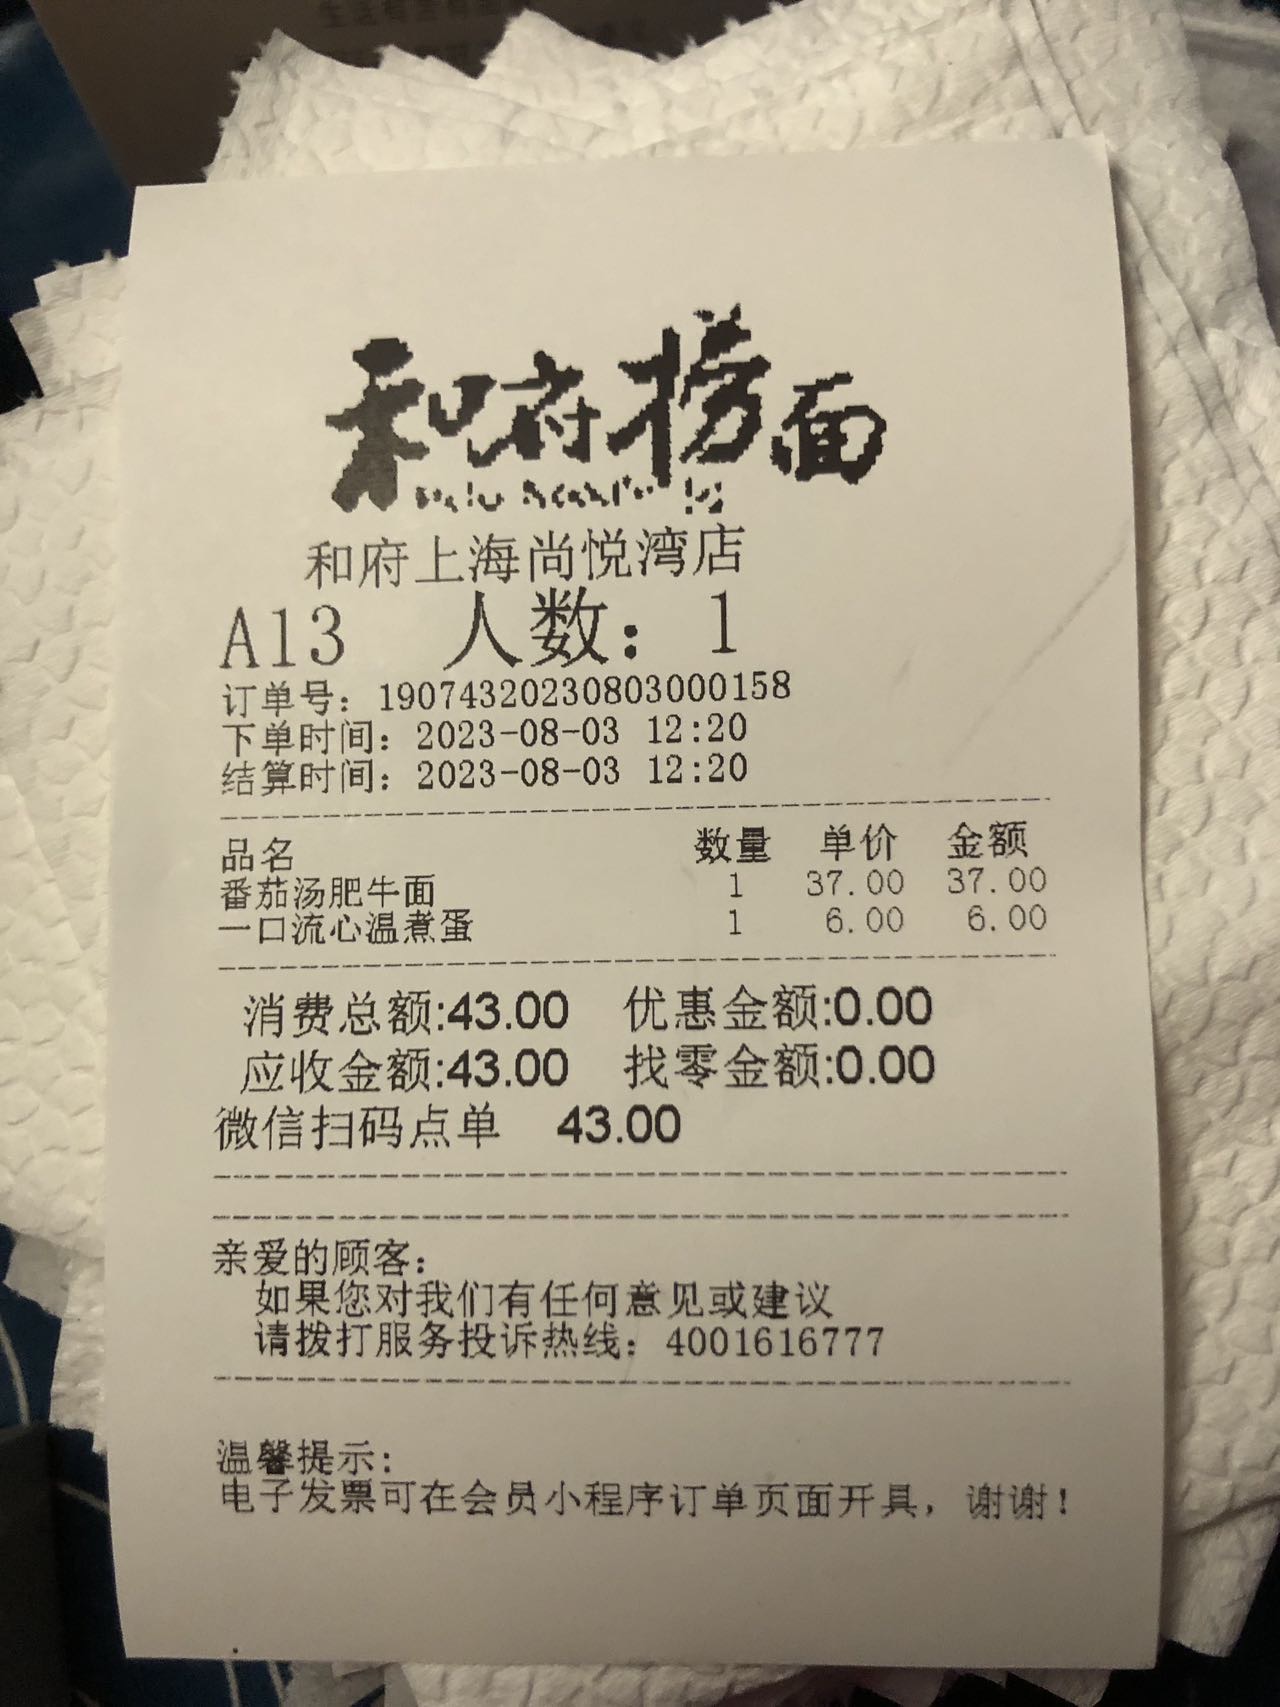 和府捞面
和府上海尚悦湾店
A13 人数：1
订单号：19074320230803000158
下单时间：2023-08-03 12:20
结算时间：2023-08-03 12:20
品名 数量 单价 金额
番茄汤肥牛面 1 37.00 37.00
一口流心温煮蛋 1 6.00 6.00
消费总额:43.00 优惠金额:0.00
应收金额:43.00 找零金额:0.00
微信扫码点单 43.00
亲爱的顾客：
如果您对我们有任何意见或建议
请拨打服务投诉热线：4001616777
温馨提示:
电子发票可在会员小程序订单页面开具，谢谢！